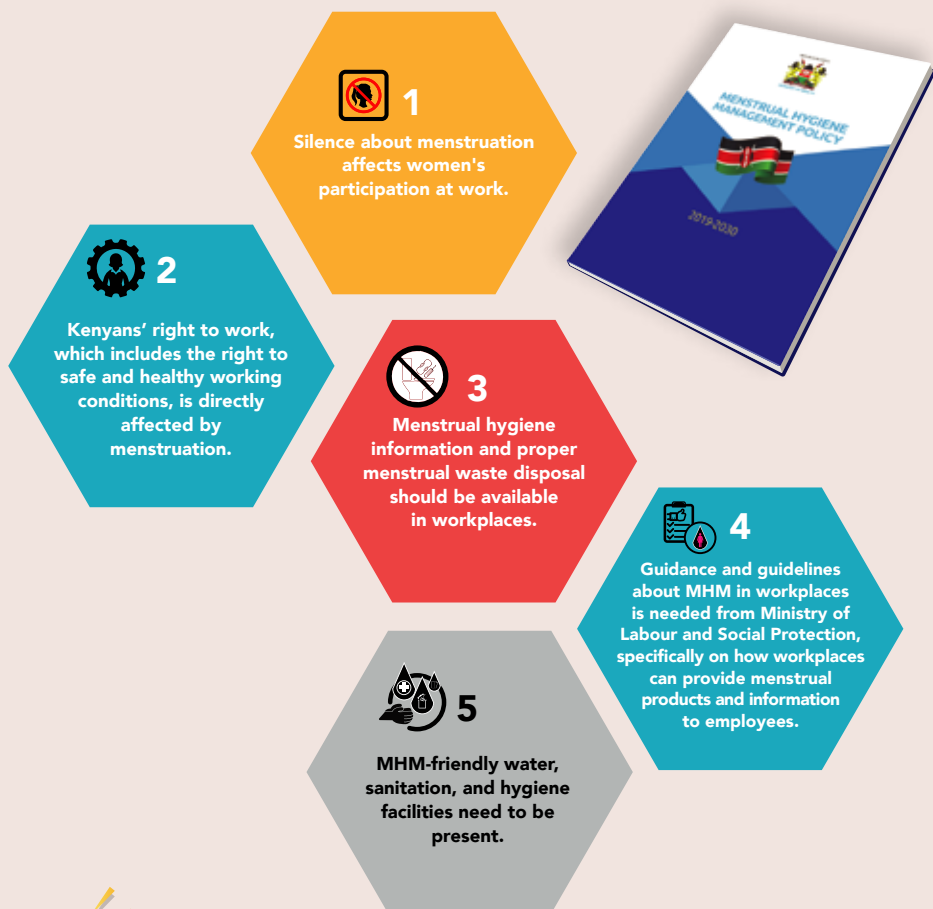 MENSTRUAL HYGIENE
MANAGEMENT POLICY
2019-2030
1
Silence about menstruation
affects women's
participation at work.
2
Kenyans’ right to work,
which includes the right to
safe and healthy working
conditions, is directly
affected by
menstruation.
3
Menstrual hygiene
information and proper
menstrual waste disposal
should be available
in workplaces.
4
Guidance and guidelines
about MHM in workplaces
is needed from Ministry of
Labour and Social Protection,
specifically on how workplaces
can provide menstrual
products and information
to employees.
5
MHM-friendly water,
sanitation, and hygiene
facilities need to be
present.